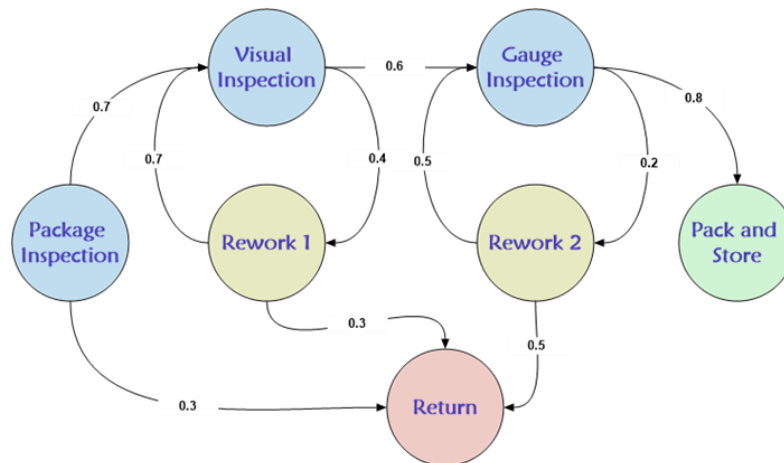 Visual
Inspection
0.6
Gauge
Inspection
0.8
0.7
0.7
0.4
0.5
0.2
Package
Inspection
Rework 1
Rework 2
Pack and
Store
0.3
0.5
0.3
Return